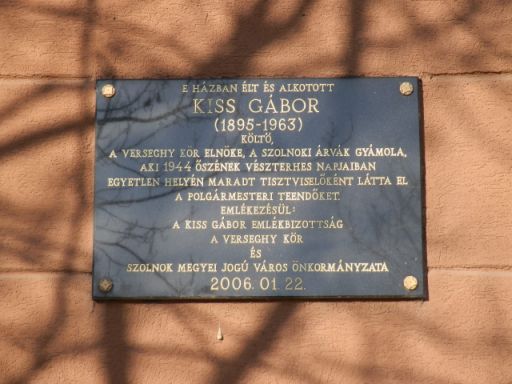 E HÁZBAN ÉLT ÉS ALKOTOTT
KISS GÁBOR
(1895-1963)
KÖLTŐ,
A VERSEGHY KÖR ELNÖKE, A SZOLNOKI ÁRVÁK GYÁMOLA,
AKI 1944 ŐSZÉNEK VÉSZTERHES NAPJAIBAN
EGYETLEN HELYÉN MARADT TISZTVISELŐKÉNT LÁTTA EL
A POLGÁRMESTERI TEENDŐKET.
EMLÉKEZÉSÜL:
A KISS GÁBOR EMLÉKBIZOTTSÁG
A VERSEGHY KÖR
ÉS
SZOLNOK MEGYEI JOGÚ VÁROS ÖNKORMÁNYZATA
2006. 01. 22.